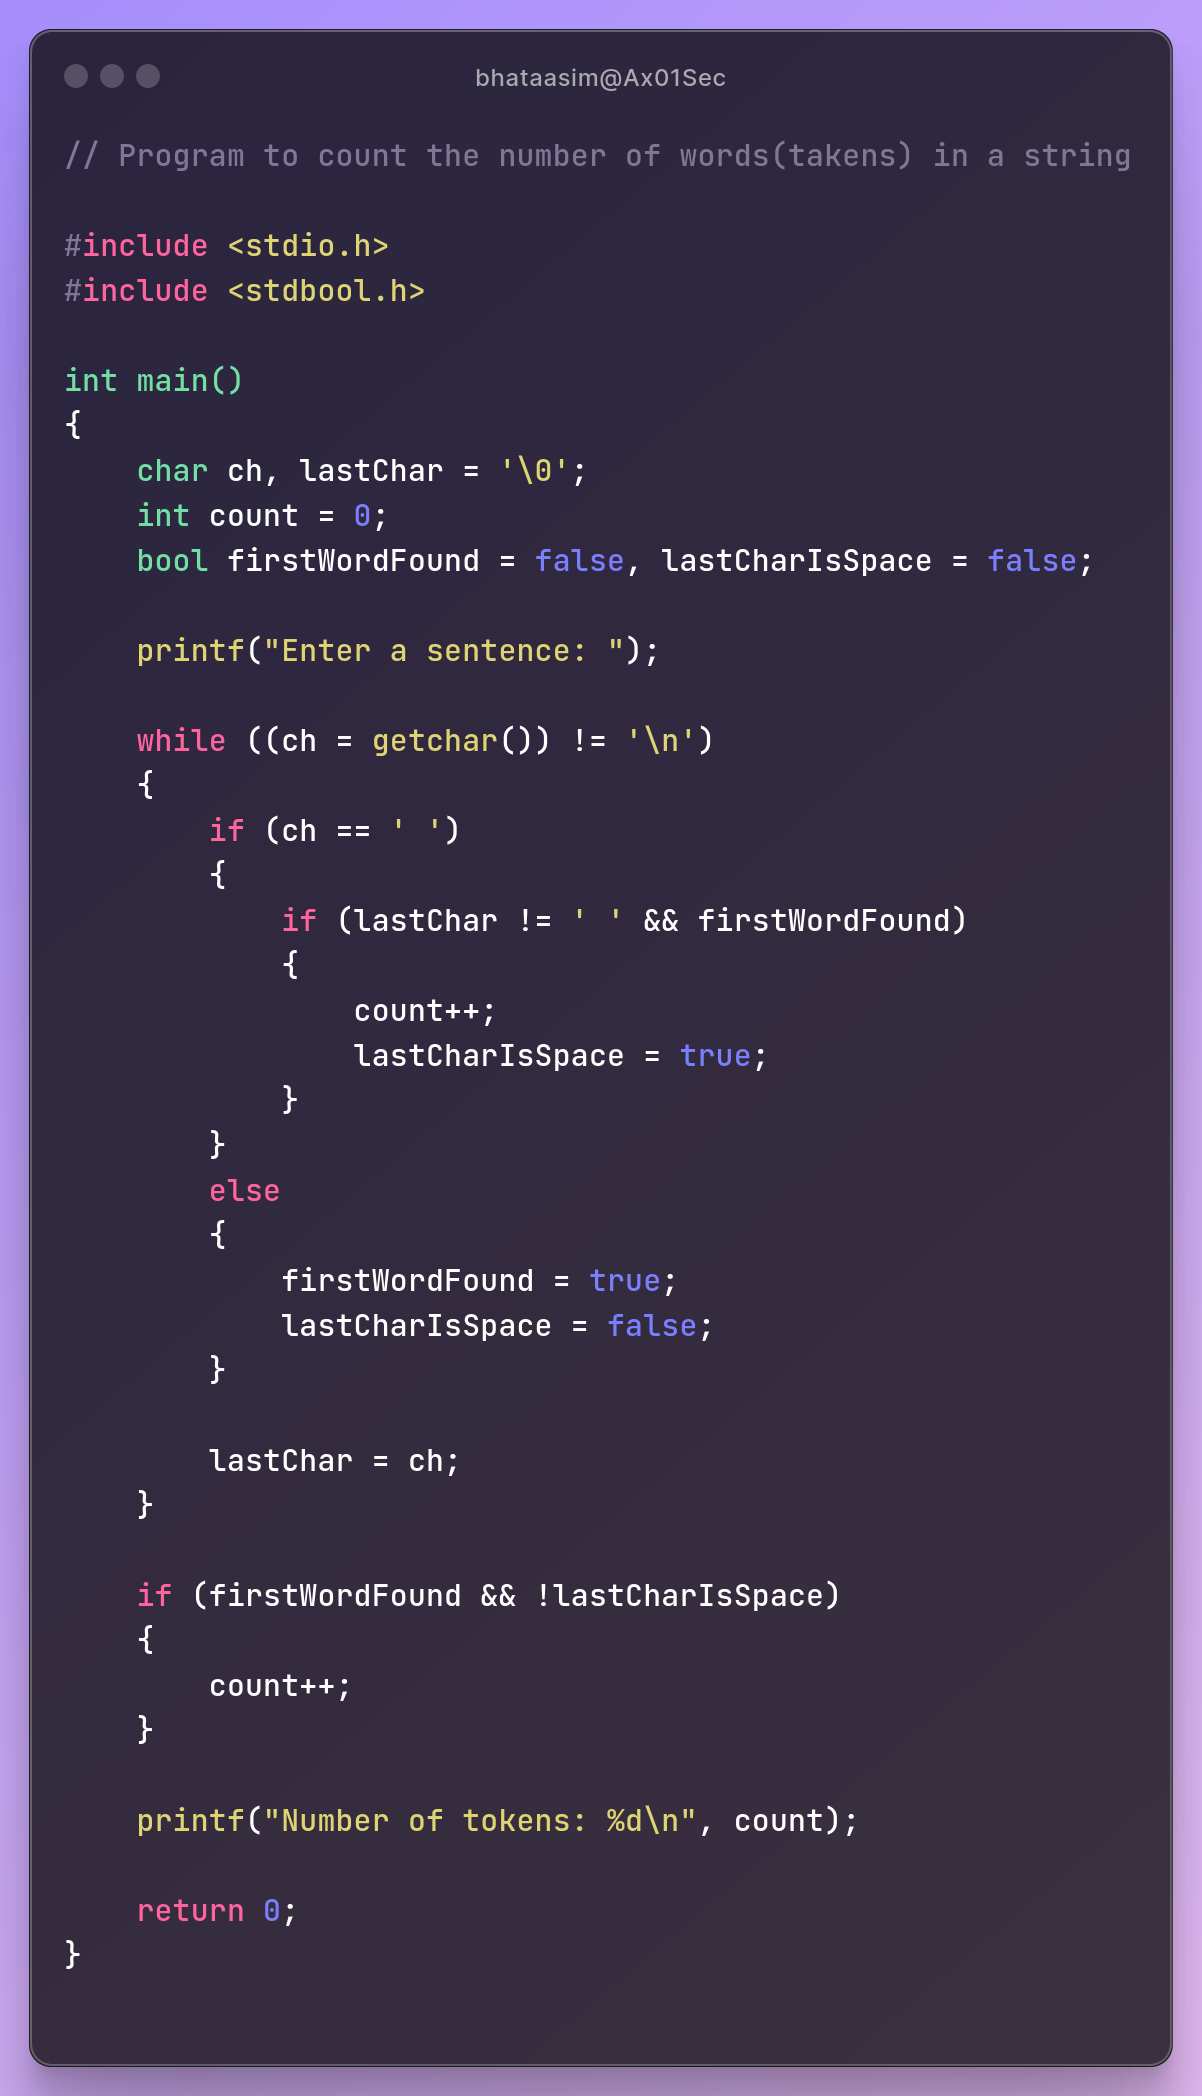 bhataasim@Ax01Sec
// Program to count the number of words(takens) in a string
#include <stdio.h>
#include <stdbool.h>
int main()
{
    char ch, lastChar = '\0';
    int count = 0;
    bool firstWordFound = false, lastCharIsSpace = false;
    printf("Enter a sentence: ");
    while ((ch = getchar()) != '\n')
    {
        if (ch == ' ')
        {
            if (lastChar != ' ' && firstWordFound)
            {
                count++;
                lastCharIsSpace = true;
            }
        }
        else
        {
            firstWordFound = true;
            lastCharIsSpace = false;
        }
        lastChar = ch;
    }
    if (firstWordFound && !lastCharIsSpace)
    {
        count++;
    }
    printf("Number of tokens: %d\n", count);
    return 0;
}